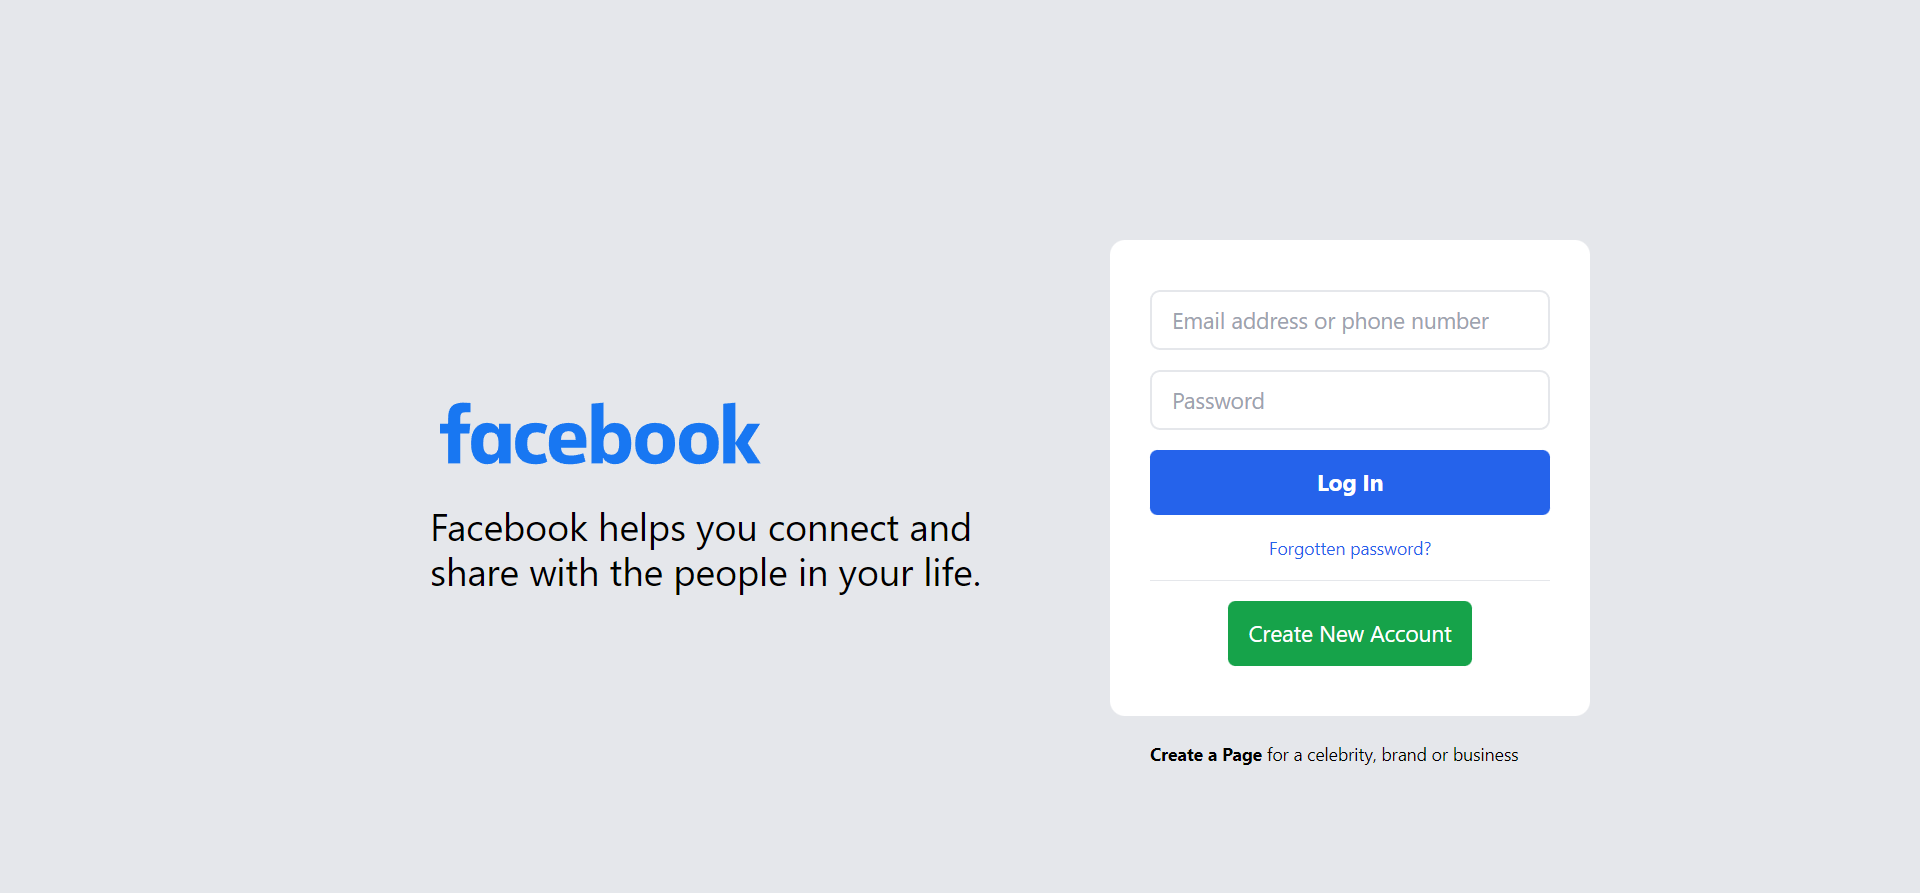 facebook
Facebook helps you connect and
share with the people in your life.
Email address or phone number
Password
Log In
Forgotten password?
Create New Account
Create a Page for a celebrity, brand or business